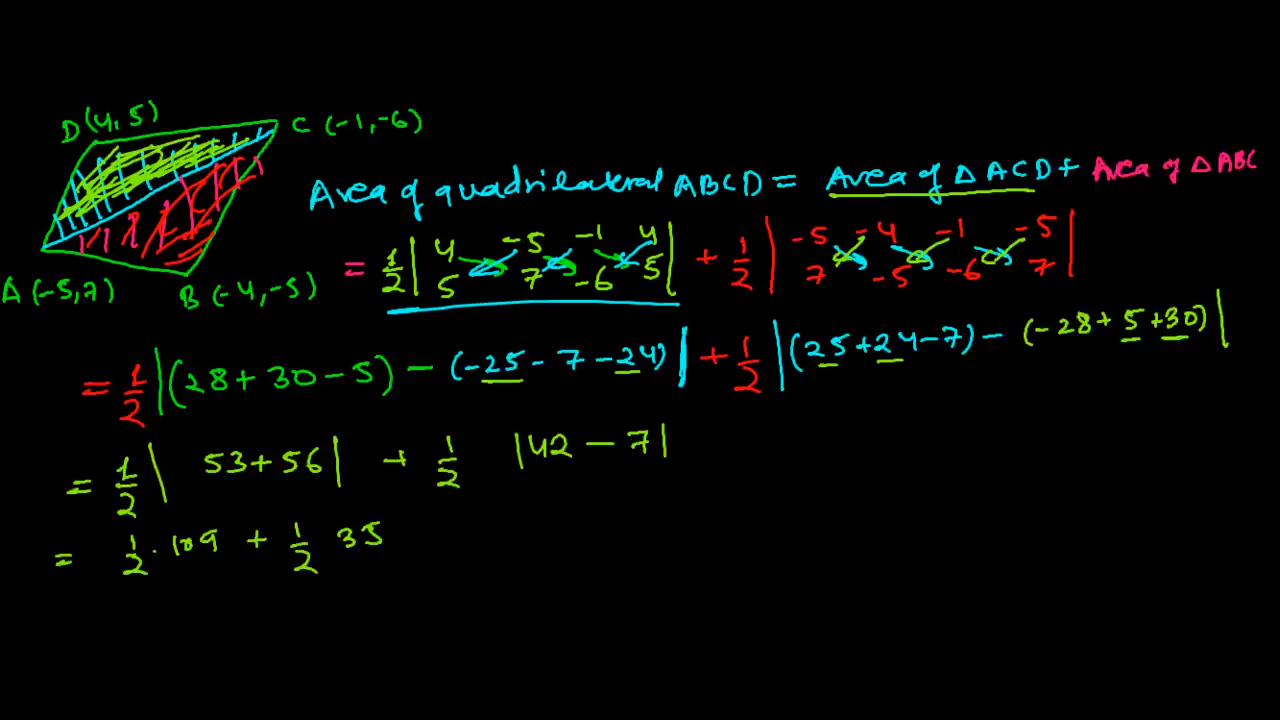 D(4, 5)
C (-1, -6)
A (-5, 7)
B (-4, -5)
Area of quadrilateral ABCD = Area of △ ACD + Area of △ ABC
= 1/2 | 4 -5 -1 4 | + 1/2 | -5 -4 -1 -5 |
5 7 -6 5 7 -5 -6 7
= 1/2 |(28 + 30 - 5) - (-25 - 7 - 24)| + 1/2 |(25 + 24 - 7) - (-28 + 5 + 30)|
= 1/2 | 53 + 56 | + 1/2 |42 - 7|
= 1/2 . 109 + 1/2 35